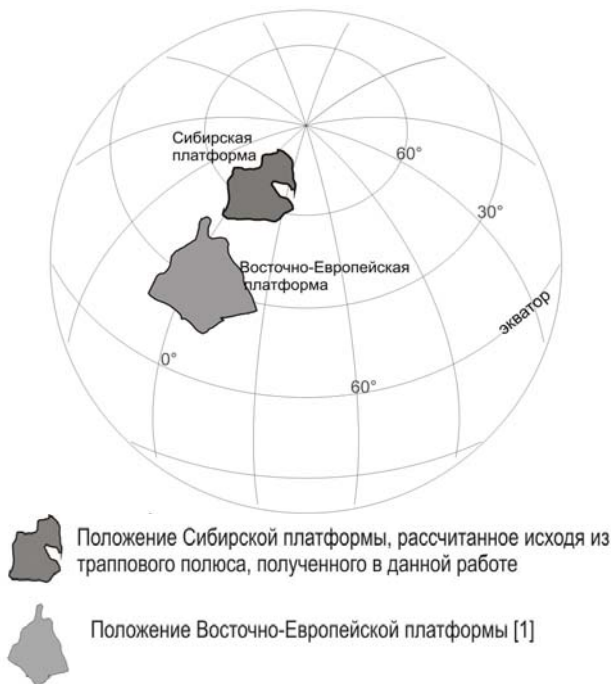 Сибирская
платформа
60°
30°
Восточно-Европейская
платформа
экватор
0°
60°
Положение Сибирской платформы, рассчитанное исходя из
траппового полюса, полученного в данной работе
Положение Восточно-Европейской платформы [1]